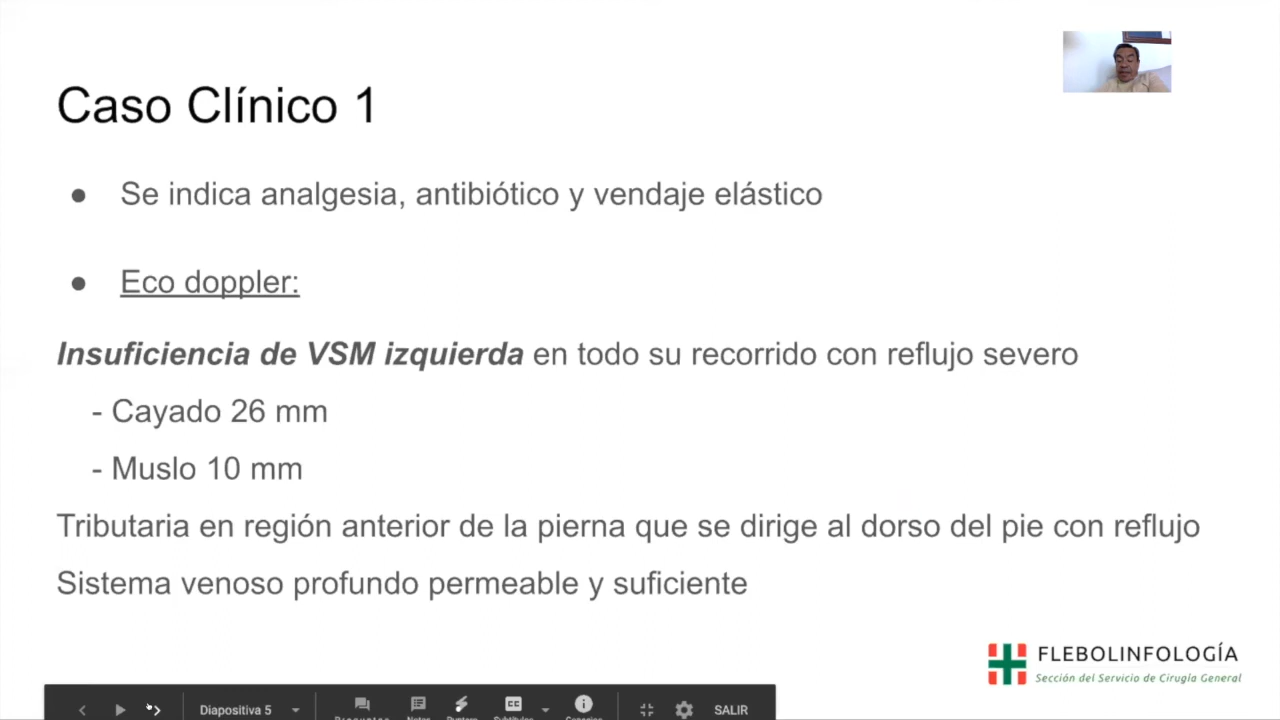 Caso Clínico 1
● Se indica analgesia, antibiótico y vendaje elástico
● Eco doppler:
Insuficiencia de VSM izquierda en todo su recorrido con reflujo severo
- Cayado 26 mm
- Muslo 10 mm
Tributaria en región anterior de la pierna que se dirige al dorso del pie con reflujo
Sistema venoso profundo permeable y suficiente
FLEBOLINFOLOGÍA
Sección del Servicio de Cirugía General
Diapositiva 5
CC
SALIR